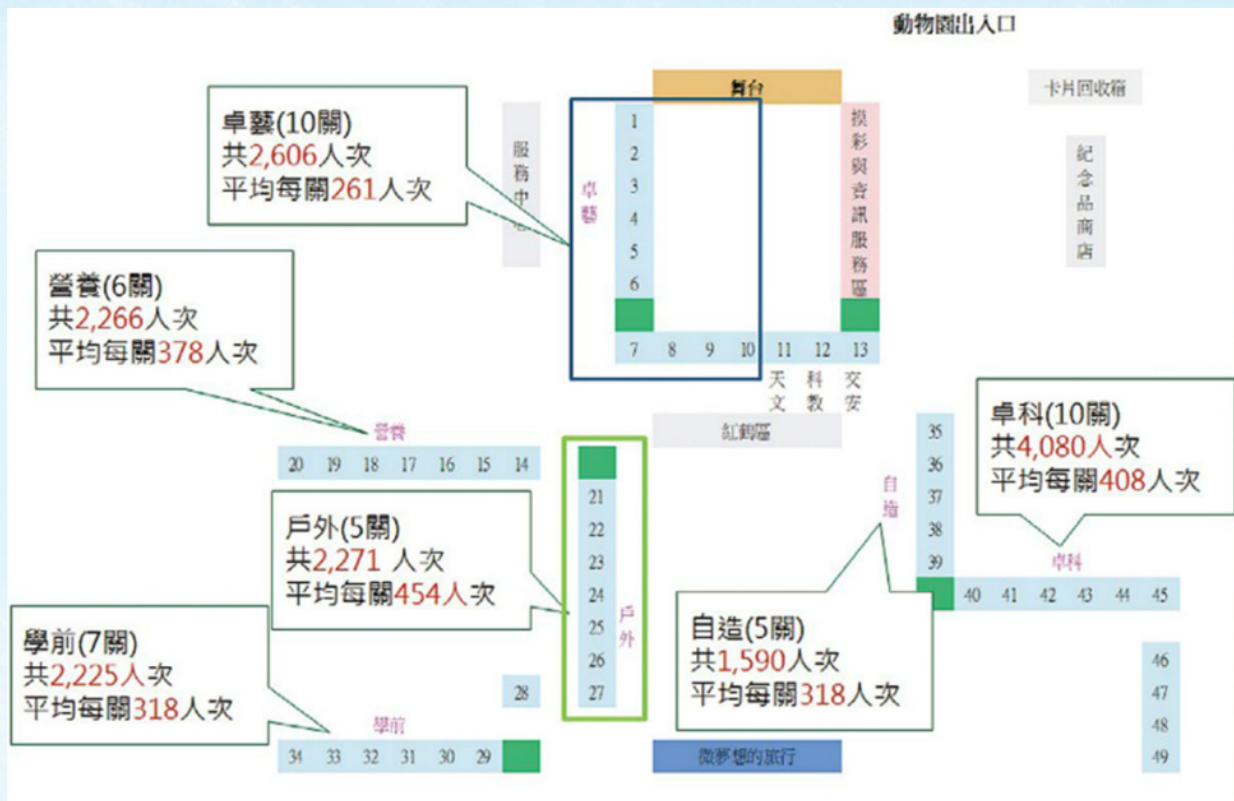 動物園出入口
舞台
卡片回收箱
卓藝(10關)
共2,606人次
平均每關261人次
服務中
卓藝
1
2
3
4
5
6
摸彩與資訊服務區
紀念品商店
營養(6關)
共2,266人次
平均每關378人次
7 8 9 10 11 12 13
天文
科教
交安
紅鶴區
營養
20 19 18 17 16 15 14
卓科(10關)
共4,080人次
平均每關408人次
35
36
37
38
39
自造
卓科
40 41 42 43 44 45
戶外(5關)
共2,271 人次
平均每關454人次
21
22
23
24
25
26
27
戶外
自造(5關)
共1,590人次
平均每關318人次
學前(7關)
共2,225人次
平均每關318人次
28
學前
34 33 32 31 30 29
微夢想的旅行
46
47
48
49